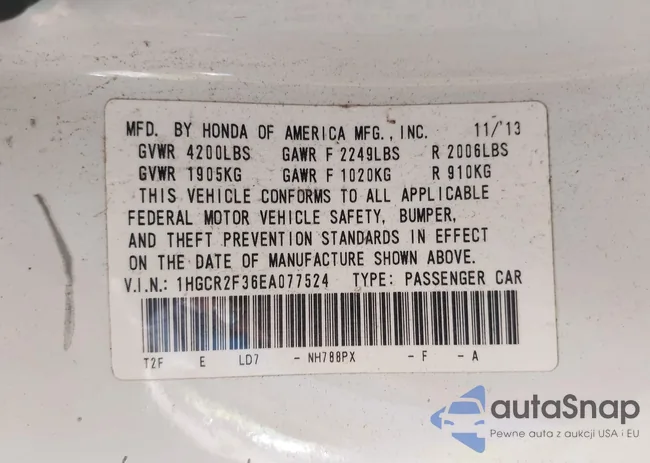 MFD. BY HONDA OF AMERICA MFG., INC. 11/'13
GVWR 4200LBS GAWR F 2249LBS R 2006LBS
GVWR 1905KG GAWR F 1020KG R 910KG
THIS VEHICLE CONFORMS TO ALL APPLICABLE
FEDERAL MOTOR VEHICLE SAFETY, BUMPER,
AND THEFT PREVENTION STANDARDS IN EFFECT
ON THE DATE OF MANUFACTURE SHOWN ABOVE.
V.I.N.: 1HGCR2F36EA077524 TYPE: PASSENGER CAR
T2F E LD7 - NH788PX - F - A
autaSnap
Pewne auta z aukcji USA i EU